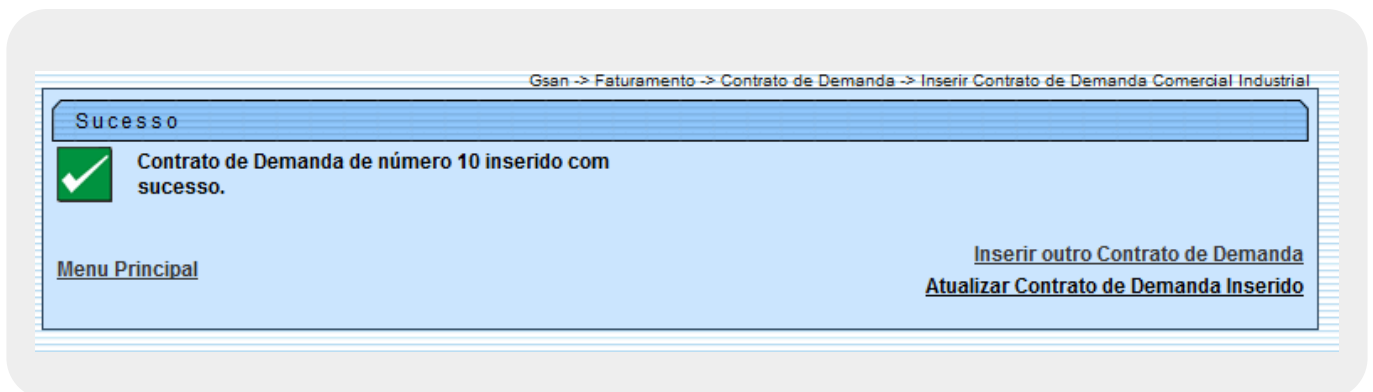 Gsan -> Faturamento -> Contrato de Demanda -> Inserir Contrato de Demanda Comercial Industrial
Sucesso
Contrato de Demanda de número 10 inserido com
sucesso.
Inserir outro Contrato de Demanda
Menu Principal
Atualizar Contrato de Demanda Inserido